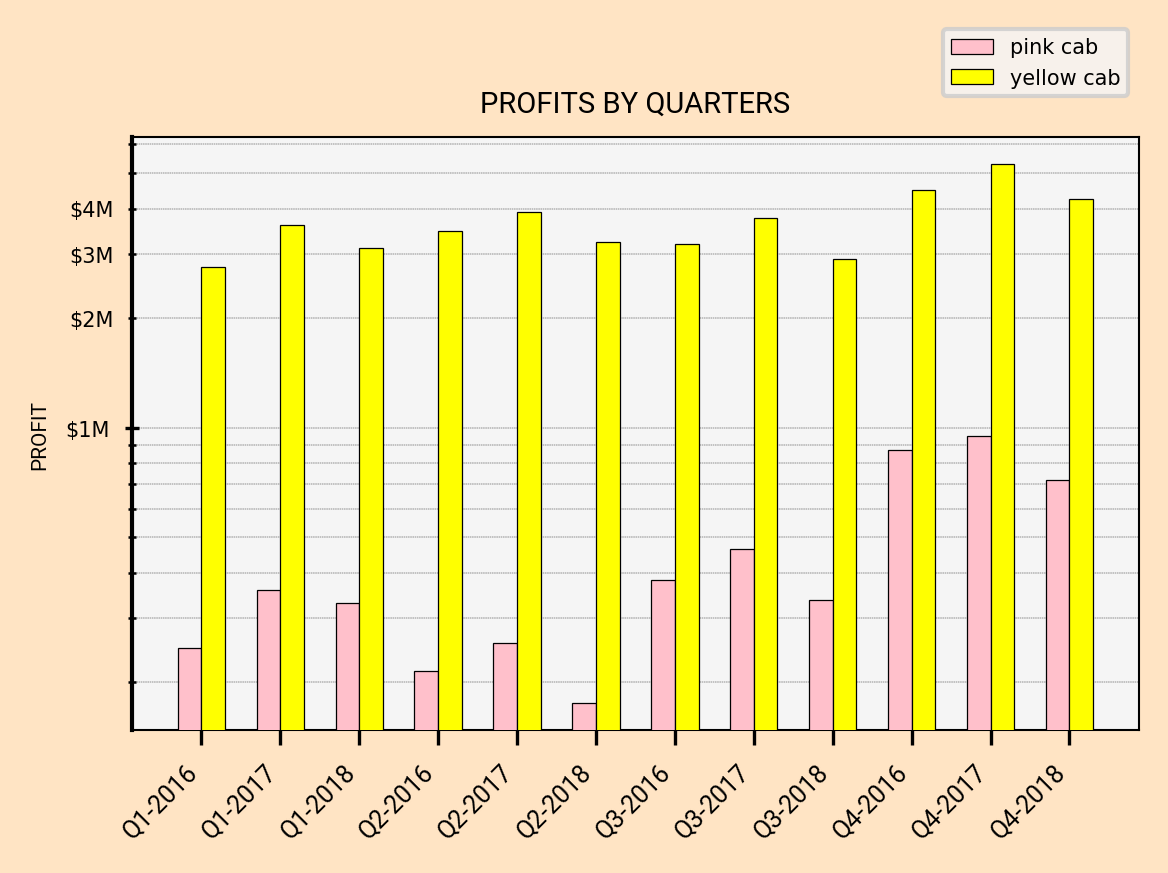 pink cab
yellow cab
PROFITS BY QUARTERS
$4M
$3M
$2M
$1M
PROFIT
Q1-2016
Q1-2017
Q1-2018
Q2-2016
Q2-2017
Q2-2018
Q3-2016
Q3-2017
Q3-2018
Q4-2016
Q4-2017
Q4-2018